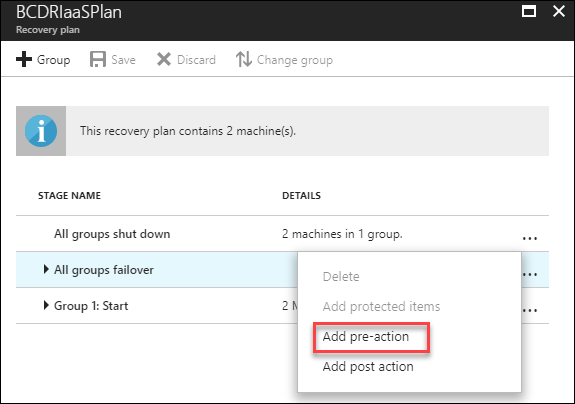 BCDRIaaSPlan
Recovery plan
Group Save Discard Change group
This recovery plan contains 2 machine(s).
STAGE NAME DETAILS
All groups shut down 2 machines in 1 group. ...
All groups failover ...
Group 1: Start 2 ...
Delete
Add protected items
Add pre-action
Add post action